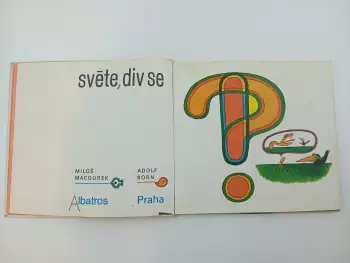 světe, div se
MILOŠ ADOLF
MACOUREK BORN
Albatros Praha
?